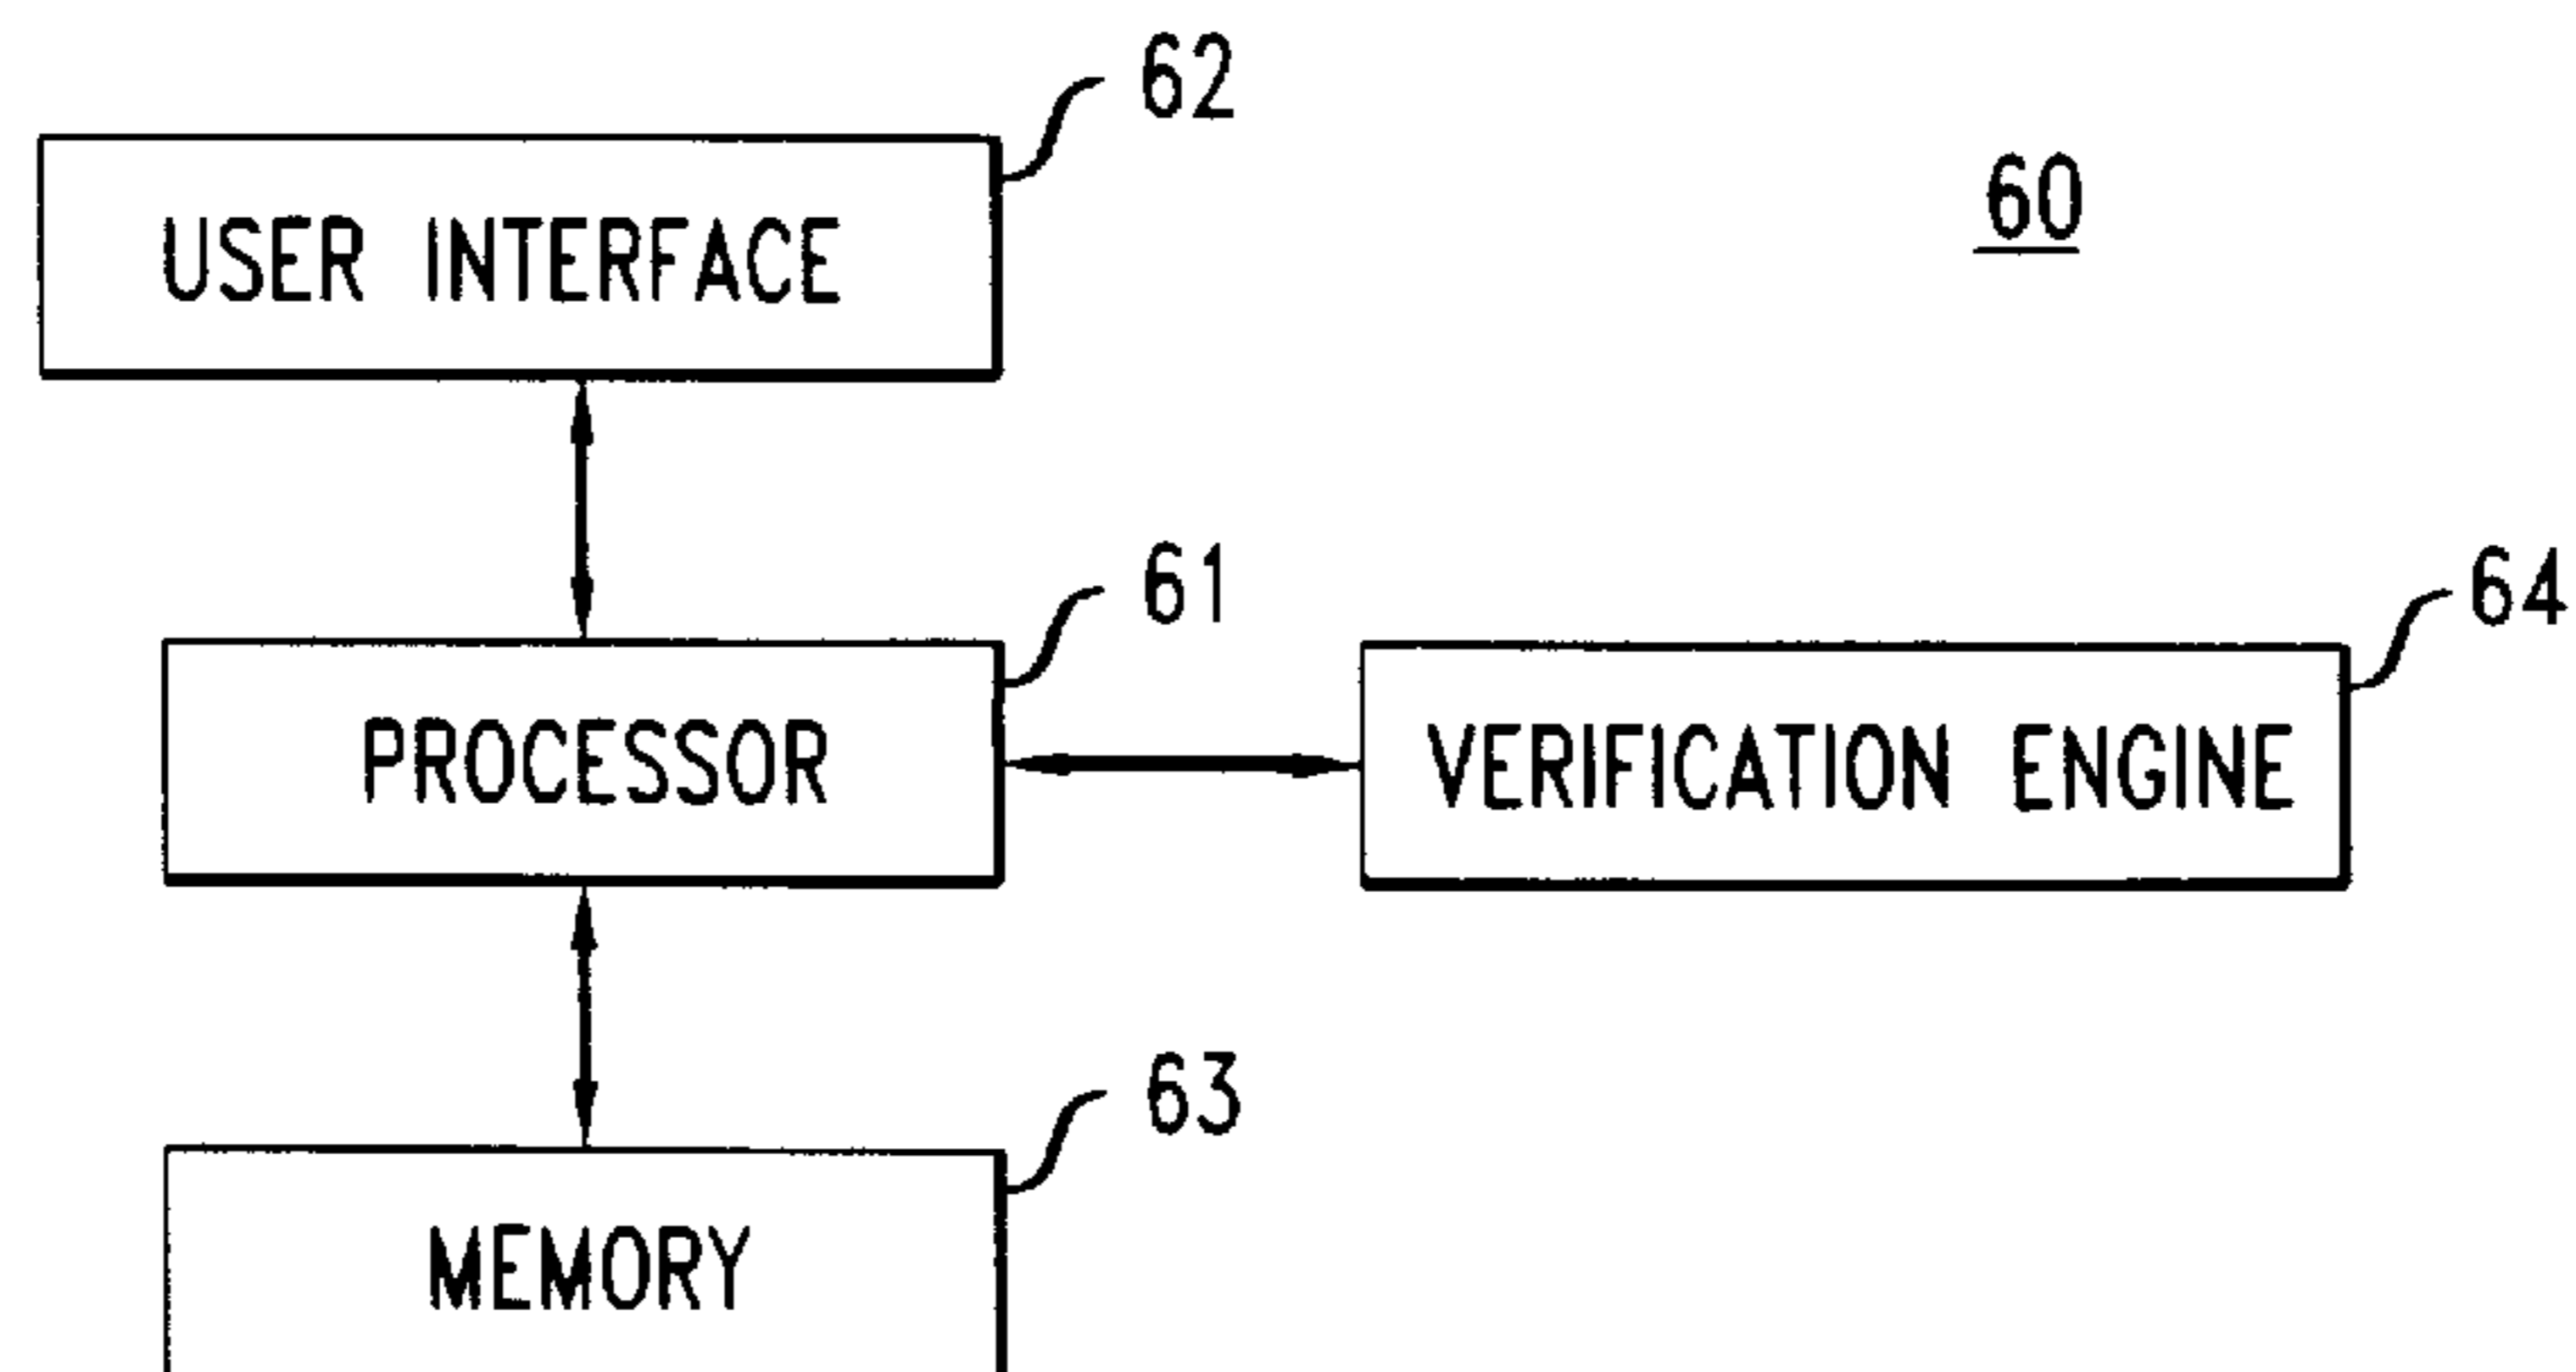 62
60
USER INTERFACE
61
64
PROCESSOR
VERIFICATION ENGINE
63
MEMORY